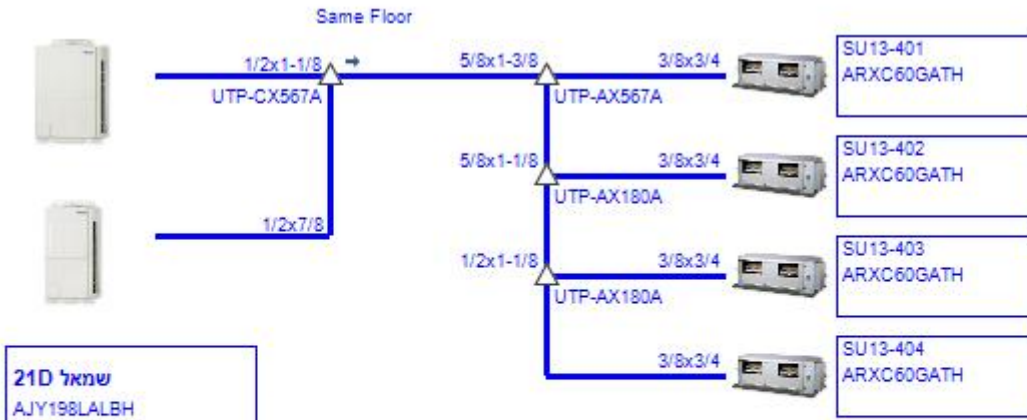 Same Floor
1/2x1-1/8
5/8x1-3/8
3/8x3/4
SU13-401
ARXC60GATH
UTP-CX567A
UTP-AX567A
5/8x1-1/8
3/8x3/4
SU13-402
ARXC60GATH
UTP-AX180A
1/2x7/8
1/2x1-1/8
3/8x3/4
SU13-403
ARXC60GATH
UTP-AX180A
3/8x3/4
SU13-404
ARXC60GATH
21D שמאל
AJY198LALBH